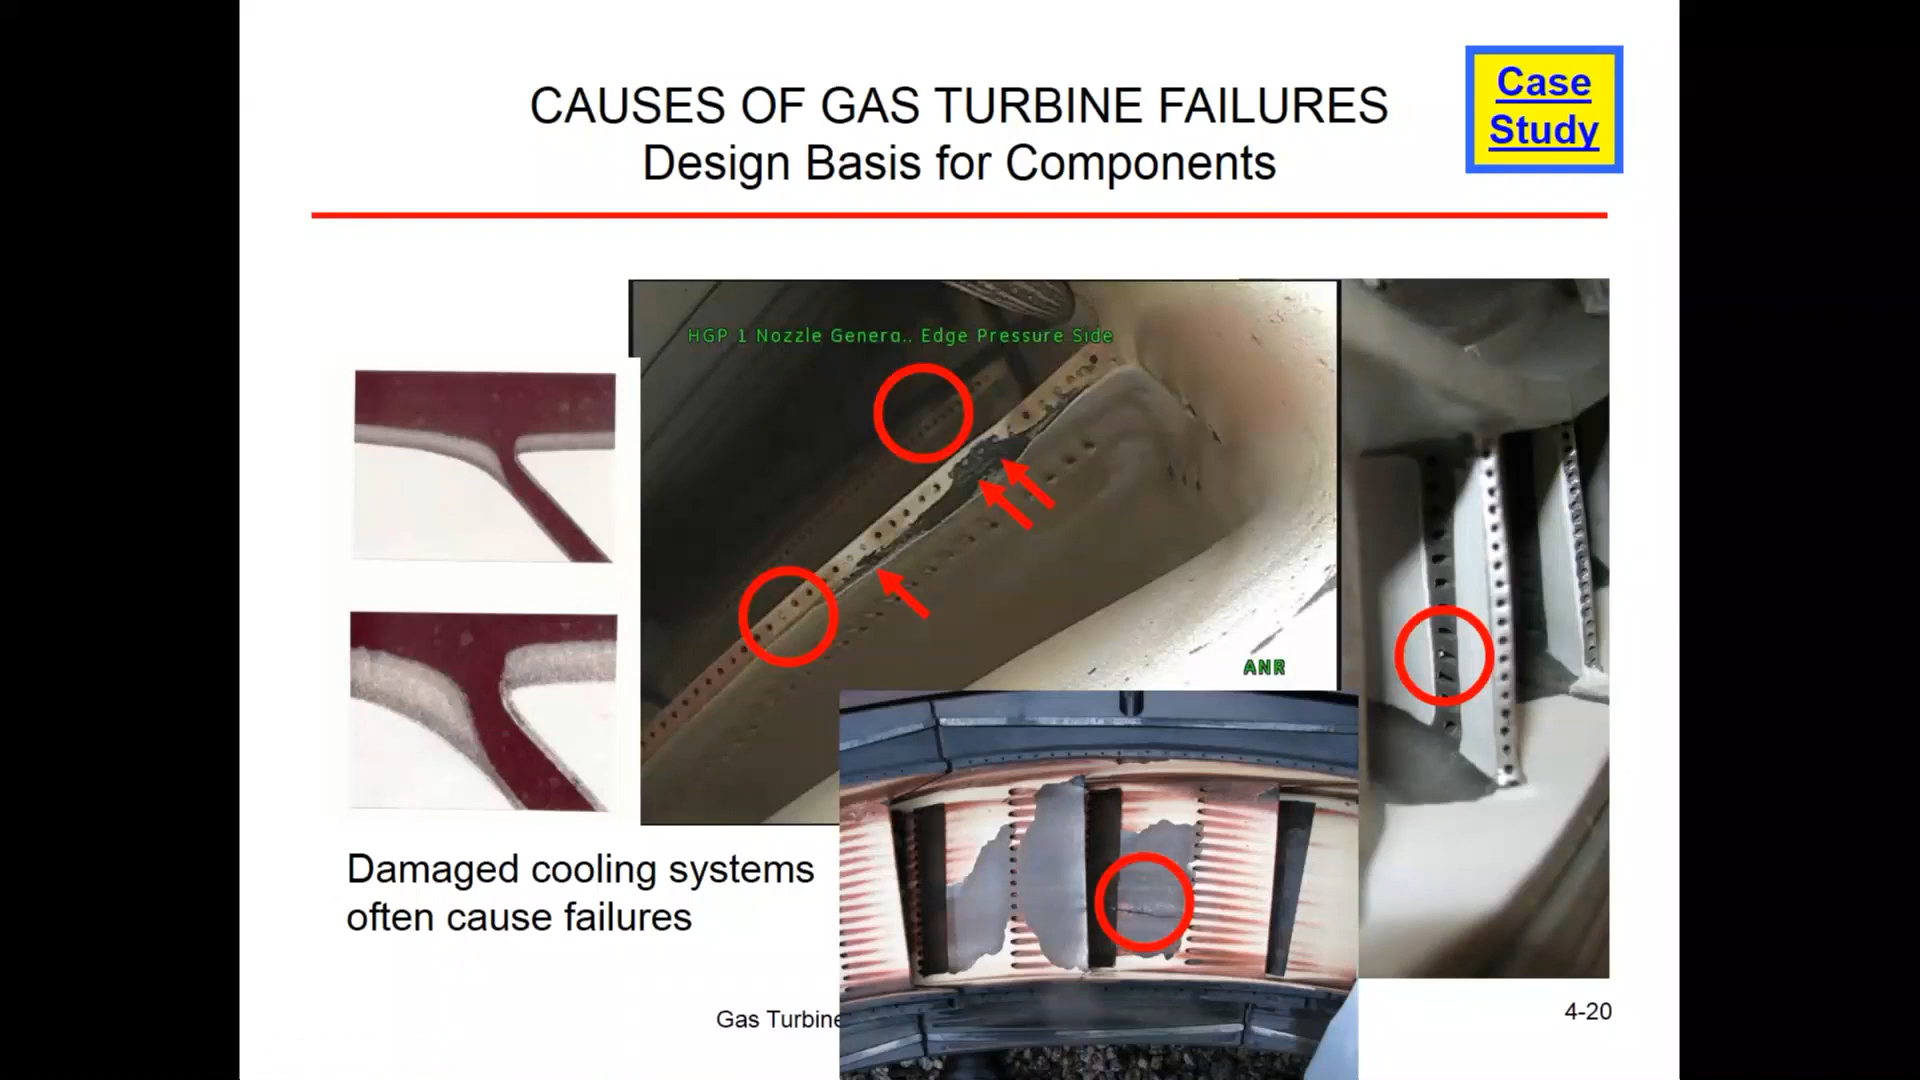 CAUSES OF GAS TURBINE FAILURES
Design Basis for Components
Case
Study
HGP 1 Nozzle Genera.. Edge Pressure Side
ANR
Damaged cooling systems
often cause failures
Gas Turbine
4-20